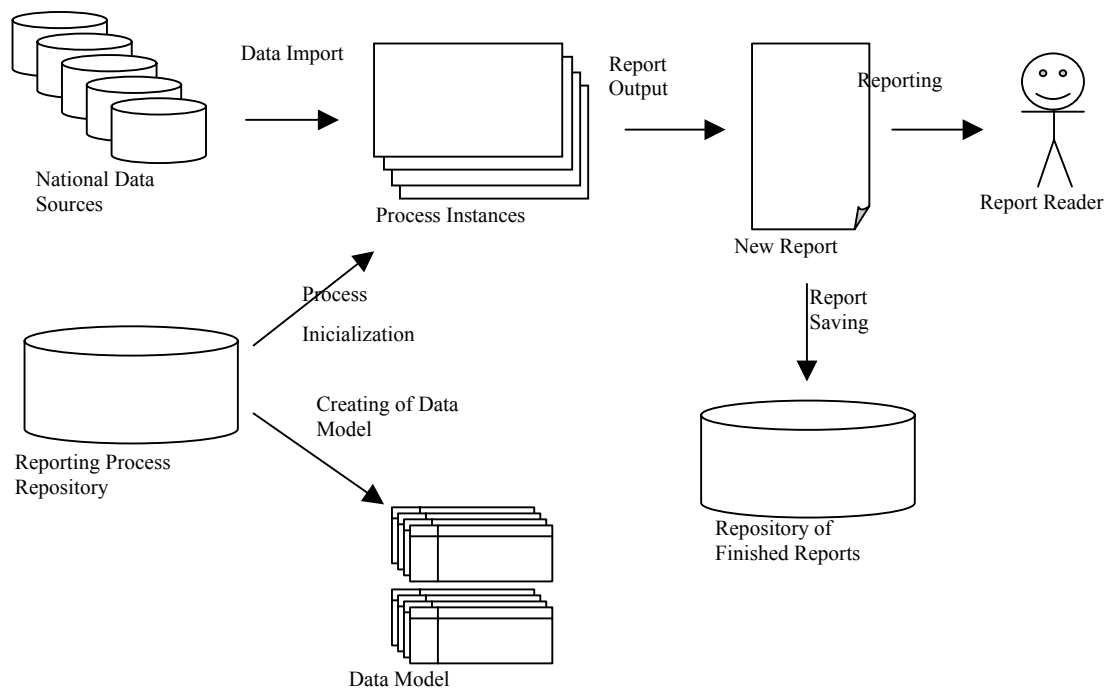 Data Import
Report
Output
Reporting
National Data
Sources
Process Instances
Report Reader
New Report
Process
Inicialization
Report
Saving
Creating of Data
Model
Reporting Process
Repository
Repository of
Finished Reports
Data Model